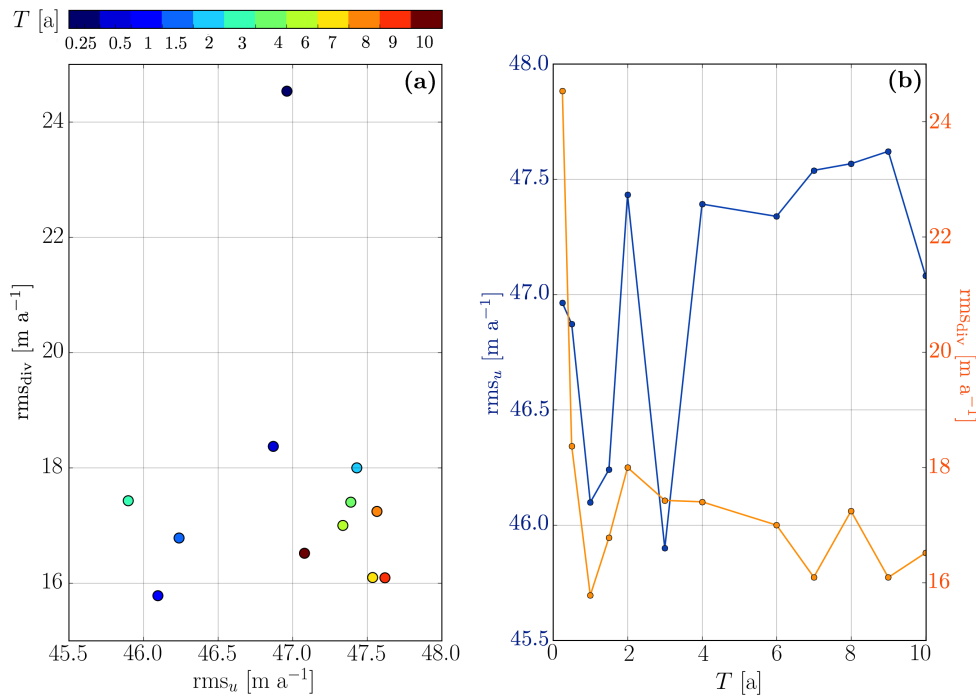 T [a]
0.25 0.5 1 1.5 2 3 4 6 7 8 9 10
(a)
24
22
20
18
16
rms_div [m a⁻¹]
45.5 46.0 46.5 47.0 47.5 48.0
rms_u [m a⁻¹]
(b)
48.0
47.5
47.0
46.5
46.0
45.5
rms_u [m a⁻¹]
24
22
20
18
16
rms_div [m a⁻¹]
0 2 4 6 8 10
T [a]